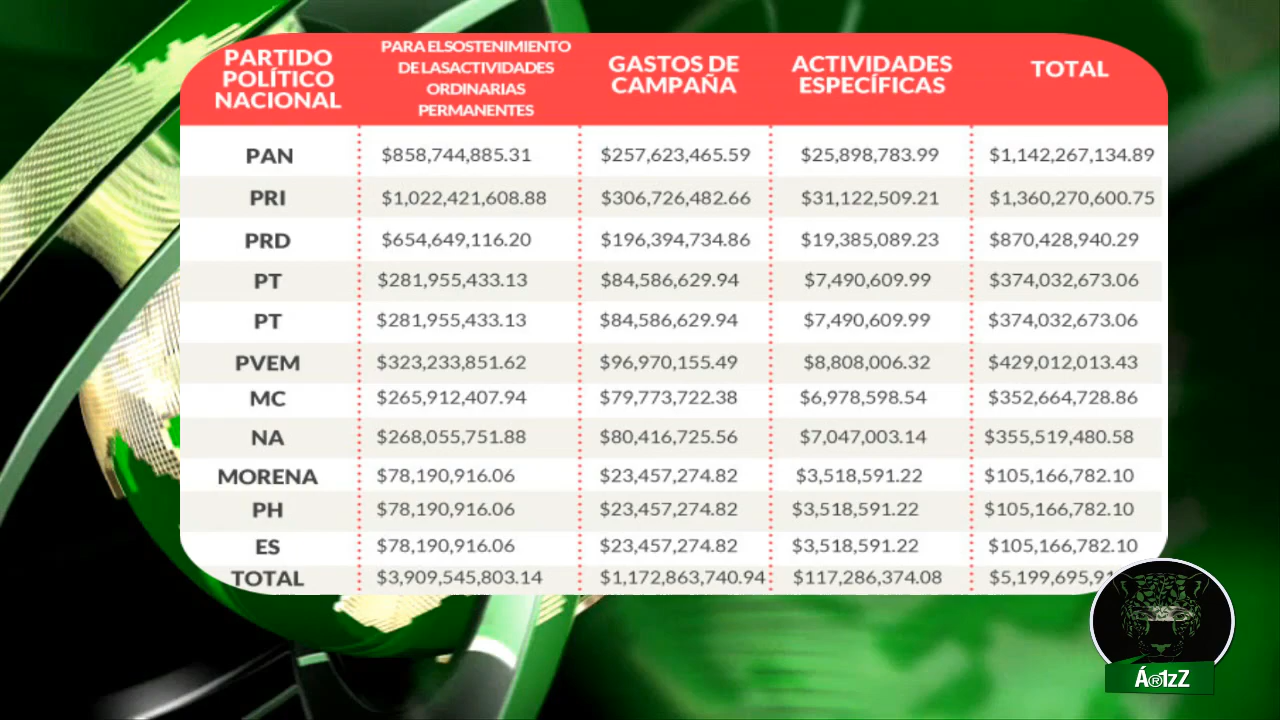 PARTIDO POLÍTICO NACIONAL PARA ELSOSTENIMIENTO DE LASACTIVIDADES ORDINARIAS PERMANENTES GASTOS DE CAMPAÑA ACTIVIDADES ESPECÍFICAS TOTAL
PAN $858,744,885.31 $257,623,465.59 $25,898,783.99 $1,142,267,134.89
PRI $1,022,421,608.88 $306,726,482.66 $31,122,509.21 $1,360,270,600.75
PRD $654,649,116.20 $196,394,734.86 $19,385,089.23 $870,428,940.29
PT $281,955,433.13 $84,586,629.94 $7,490,609.99 $374,032,673.06
PT $281,955,433.13 $84,586,629.94 $7,490,609.99 $374,032,673.06
PVEM $323,233,851.62 $96,970,155.49 $8,808,006.32 $429,012,013.43
MC $265,912,407.94 $79,773,722.38 $6,978,598.54 $352,664,728.86
NA $268,055,751.88 $80,416,725.56 $7,047,003.14 $355,519,480.58
MORENA $78,190,916.06 $23,457,274.82 $3,518,591.22 $105,166,782.10
PH $78,190,916.06 $23,457,274.82 $3,518,591.22 $105,166,782.10
ES $78,190,916.06 $23,457,274.82 $3,518,591.22 $105,166,782.10
TOTAL $3,909,545,803.14 $1,172,863,740.94 $117,286,374.08
Á®1zZ